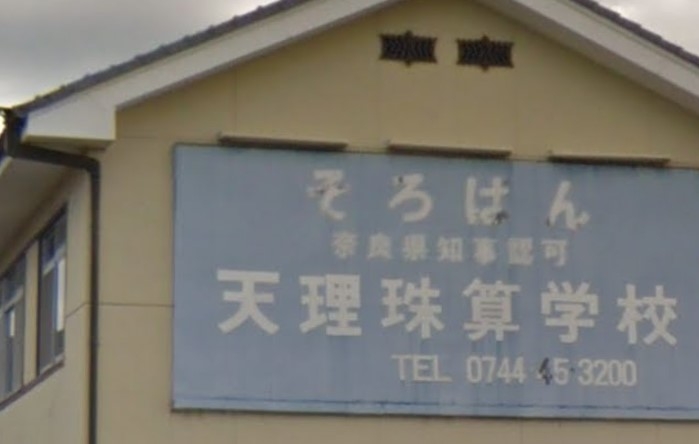 そろばん
奈良県知事認可
天理珠算学校
TEL 0744-45-3200